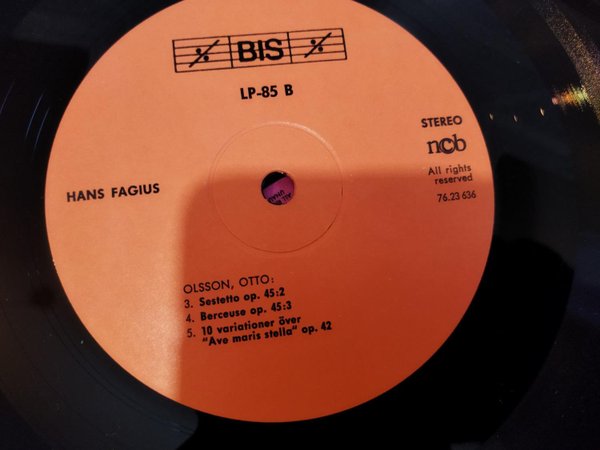 BIS
LP-85 B
STEREO
ncb
All rights
reserved
76.23 636
HANS FAGIUS
OLSSON, OTTO:
3. Sestetto op. 45:2
4. Berceuse op. 45:3
5. 10 variationer över
"Ave maris stella" op. 42